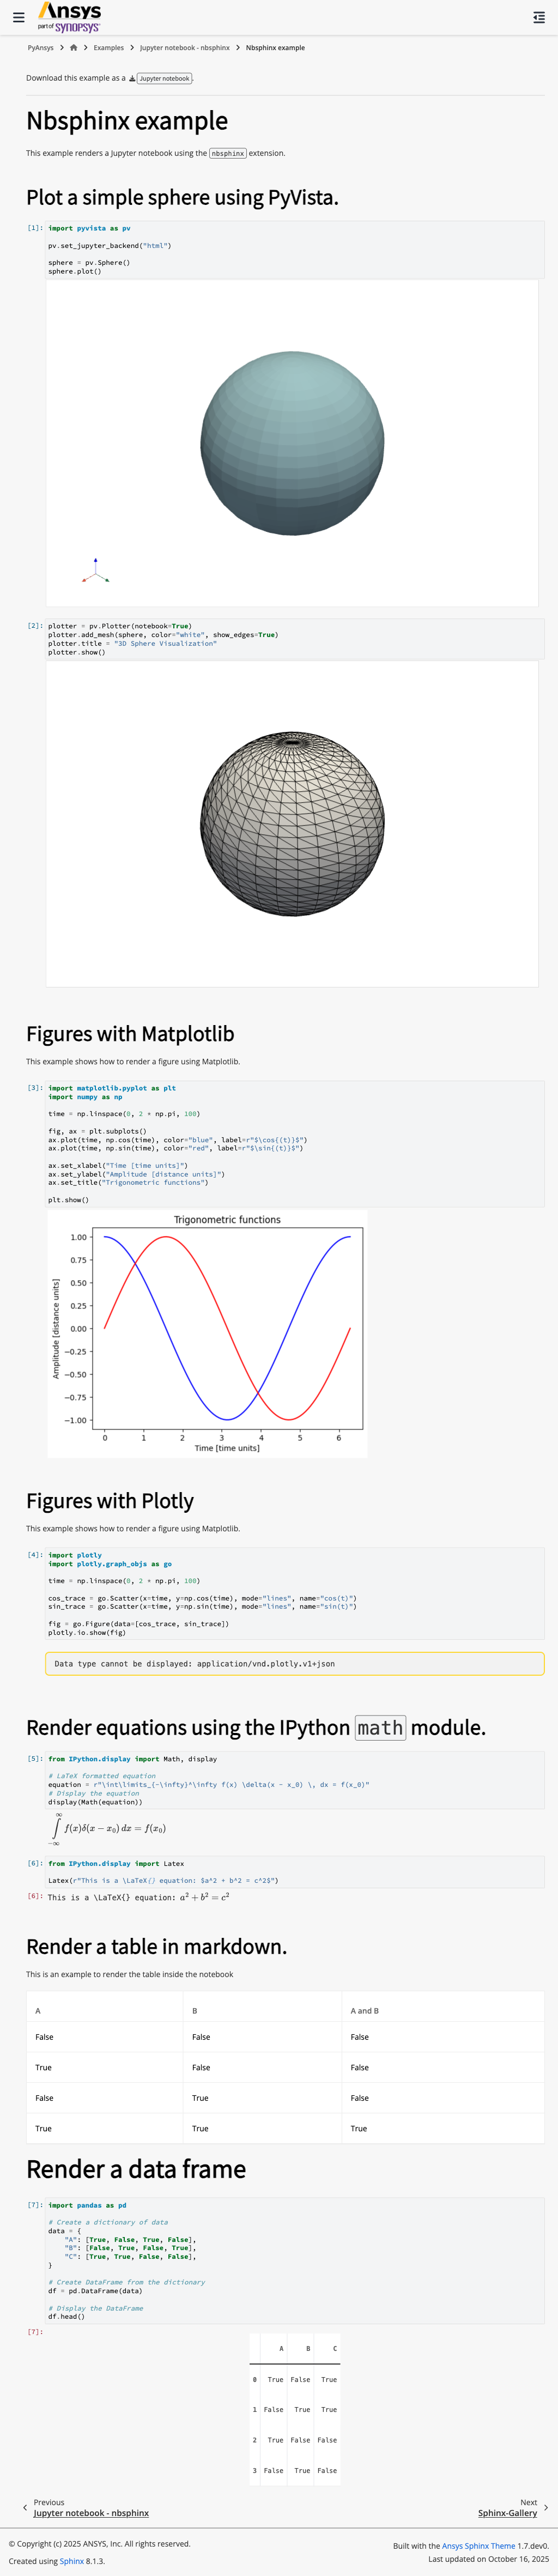 Ansys
part of SYNOPSYS
PyAnsys > Examples > Jupyter notebook - nbsphinx > Nbsphinx example
Download this example as a Jupyter notebook.
Nbsphinx example
This example renders a Jupyter notebook using the nbsphinx extension.
Plot a simple sphere using PyVista.
[1]: import pyvista as pv
pv.set_jupyter_backend("html")
sphere = pv.Sphere()
sphere.plot()
[2]: plotter = pv.Plotter(notebook=True)
plotter.add_mesh(sphere, color="white", show_edges=True)
plotter.title = "3D Sphere Visualization"
plotter.show()
Figures with Matplotlib
This example shows how to render a figure using Matplotlib.
[3]: import matplotlib.pyplot as plt
import numpy as np
time = np.linspace(0, 2 * np.pi, 100)
fig, ax = plt.subplots()
ax.plot(time, np.cos(time), color="blue", label=r"$\cos{(t)}$")
ax.plot(time, np.sin(time), color="red", label=r"$\sin{(t)}$")
ax.set_xlabel("Time [time units]")
ax.set_ylabel("Amplitude [distance units]")
ax.set_title("Trigonometric functions")
plt.show()
Trigonometric functions
Amplitude [distance units]
1.00
0.75
0.50
0.25
0.00
−0.25
−0.50
−0.75
−1.00
0 1 2 3 4 5 6
Time [time units]
Figures with Plotly
This example shows how to render a figure using Matplotlib.
[4]: import plotly
import plotly.graph_objs as go
time = np.linspace(0, 2 * np.pi, 100)
cos_trace = go.Scatter(x=time, y=np.cos(time), mode="lines", name="cos(t)")
sin_trace = go.Scatter(x=time, y=np.sin(time), mode="lines", name="sin(t)")
fig = go.Figure(data=[cos_trace, sin_trace])
plotly.io.show(fig)
Data type cannot be displayed: application/vnd.plotly.v1+json
Render equations using the IPython math module.
[5]: from IPython.display import Math, display
# LaTeX formatted equation
equation = r"\int\limits_{-\infty}^\infty f(x) \delta(x - x_0) \, dx = f(x_0)"
# Display the equation
display(Math(equation))
∫_{−∞}^{∞} f(x)δ(x − x₀) dx = f(x₀)
[6]: from IPython.display import Latex
Latex(r"This is a \LaTeX{} equation: $a^2 + b^2 = c^2$")
[6]: This is a \LaTeX{} equation: a² + b² = c²
Render a table in markdown.
This is an example to render the table inside the notebook
A B A and B
False False False
True False False
False True False
True True True
Render a data frame
[7]: import pandas as pd
# Create a dictionary of data
data = {
"A": [True, False, True, False],
"B": [False, True, False, True],
"C": [True, True, False, False],
}
# Create DataFrame from the dictionary
df = pd.DataFrame(data)
# Display the DataFrame
df.head()
[7]:
A B C
0 True False True
1 False True True
2 True False False
3 False True False
Previous
Jupyter notebook - nbsphinx
Next
Sphinx-Gallery
© Copyright (c) 2025 ANSYS, Inc. All rights reserved.
Created using Sphinx 8.1.3.
Built with the Ansys Sphinx Theme 1.7.dev0.
Last updated on October 16, 2025